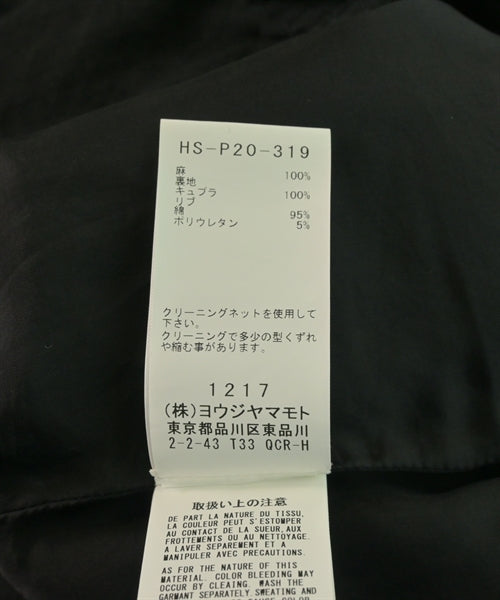 HS-P20-319
麻 100%
裏地
キュプラ 100%
リブ
綿 95%
ポリウレタン 5%
クリーニングネットを使用して
下さい。
クリーニングで多少の型くずれ
や縮む事があります。
1217
(株)ヨウジヤマモト
東京都品川区東品川
2-2-43 T33 QCR-H
取扱い上の注意
DE PART LA NATURE DU TISSU,
LA COULEUR PEUT S'ESTOMPER
AU CONTACT DE LA SUEUR,AUX
FROTTEMENTS OU AU NETTOYAGE.
A LAVER SEPAREMENT ET A
MANIPULER AVEC PRECAUTIONS.
AS FOR THE NATURE OF THIS
MATERIAL. COLOR BLEEDING MAY
OCCUR BY CLEAING. WASH THE
GARMANT SEPARATELY.SWEATING AND